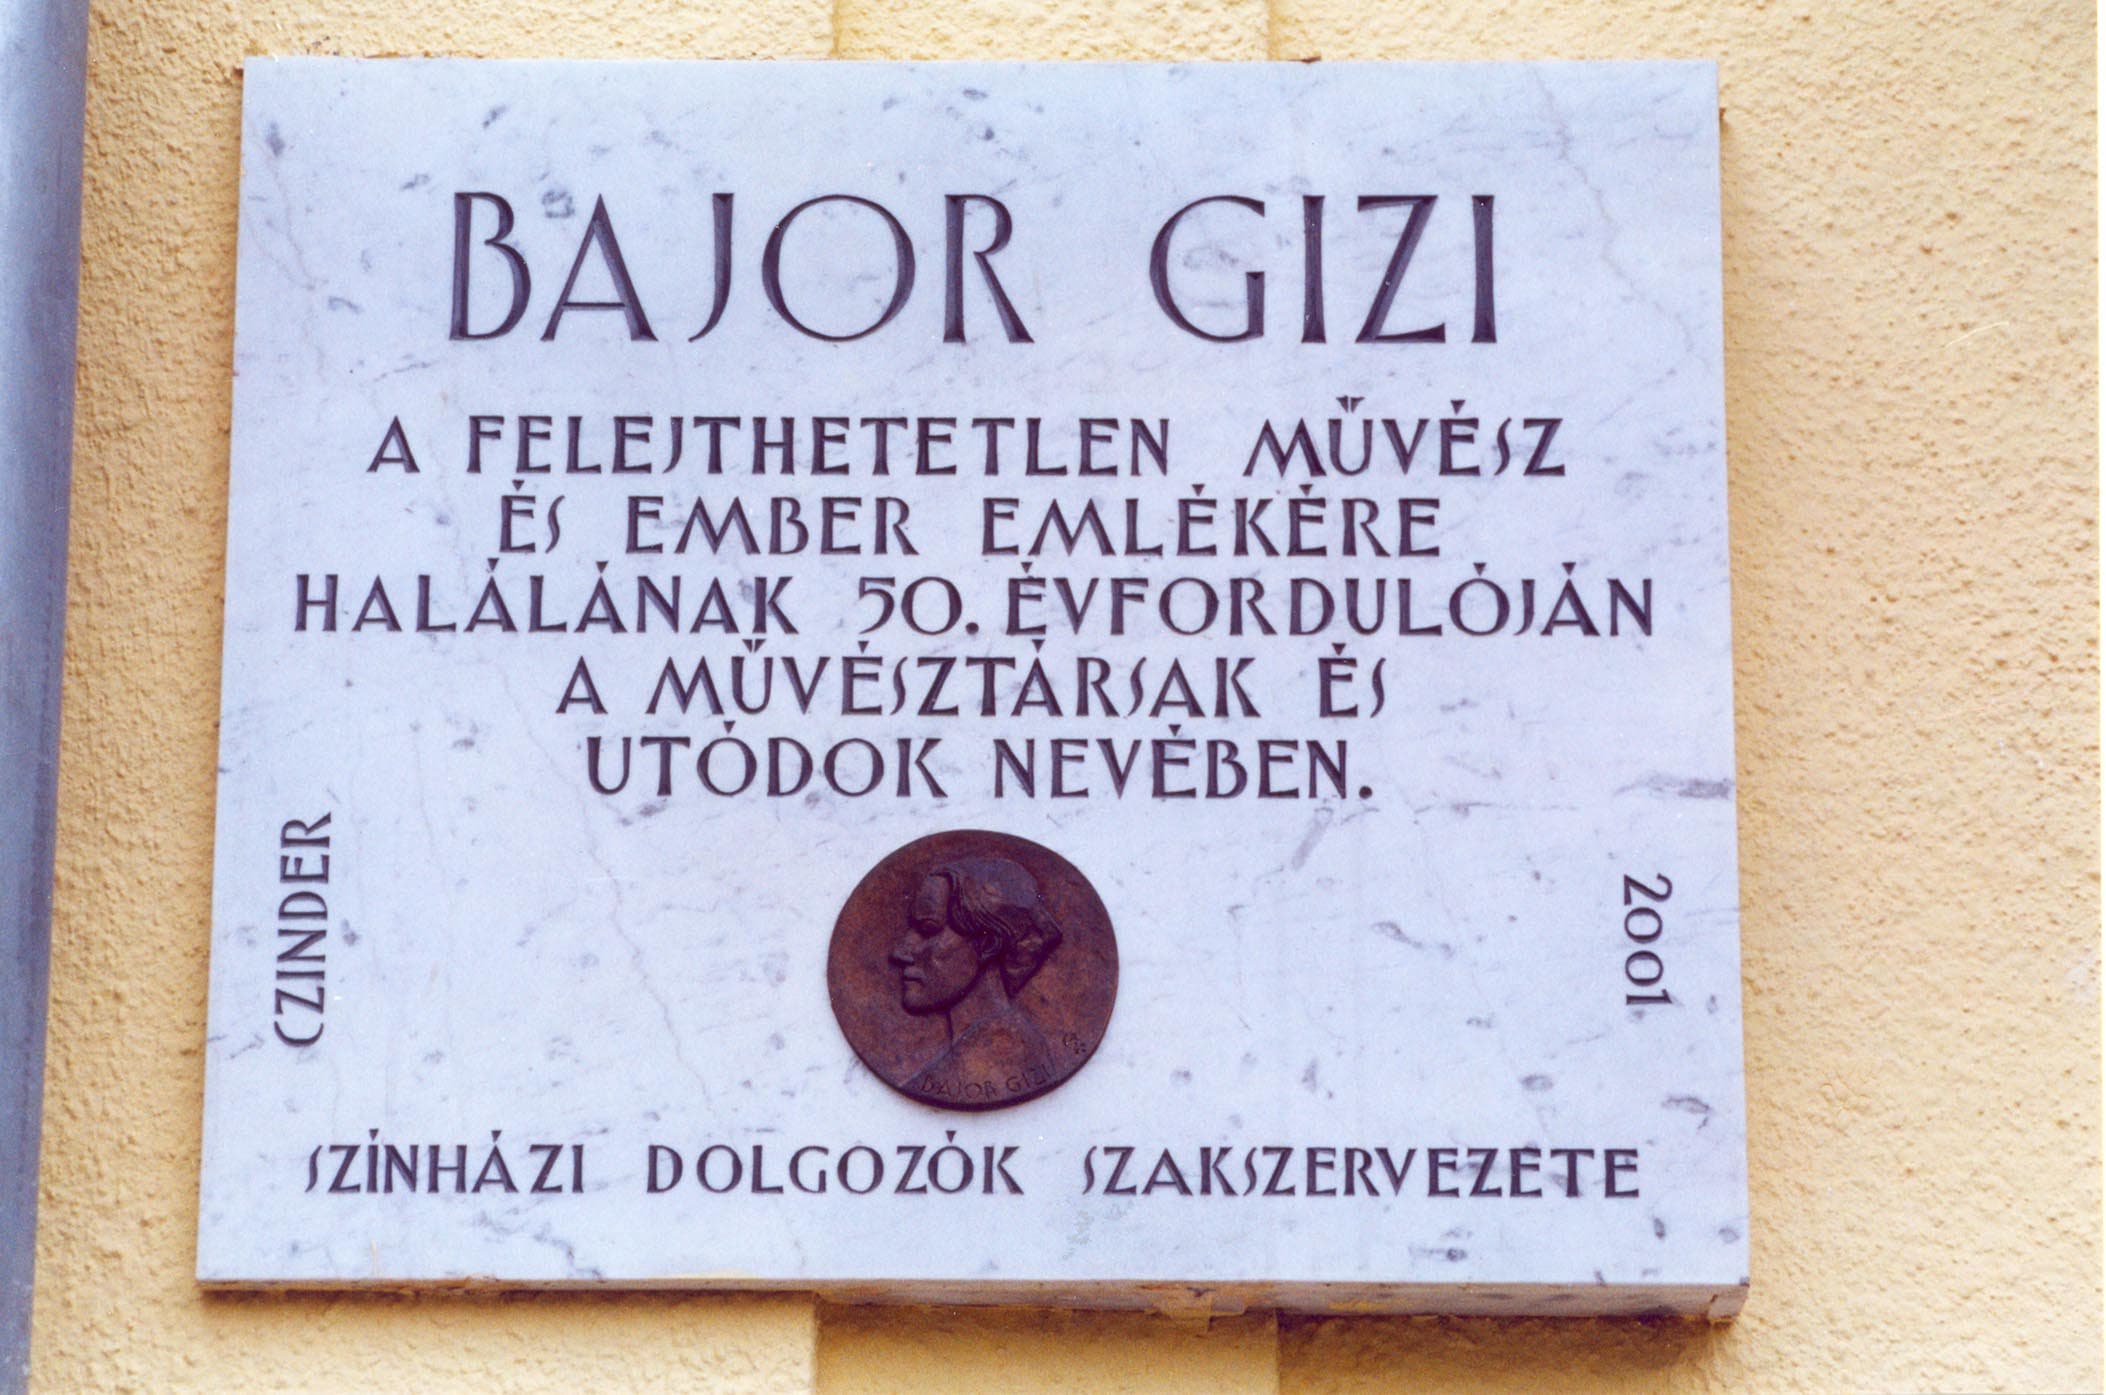 BAJOR GIZI
A FELEJTHETETLEN MŰVÉSZ
ÉS EMBER EMLÉKÉRE
HALÁLÁNAK 50. ÉVFORDULÓJÁN
A MŰVÉSZTÁRSAK ÉS
UTÓDOK NEVÉBEN.
CZINDER
2001
BAJOR GIZI
SZÍNHÁZI DOLGOZÓK SZAKSZERVEZETE